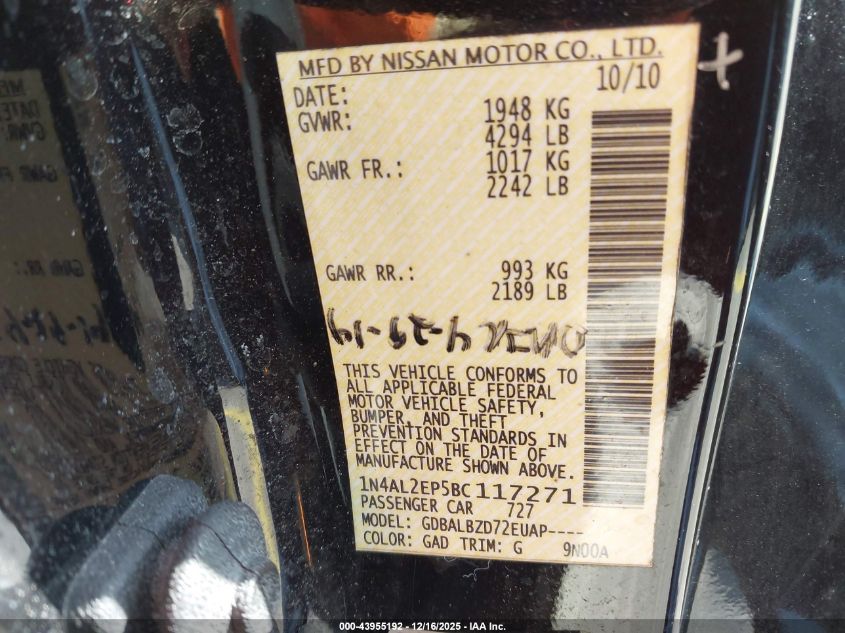 MFD BY NISSAN MOTOR CO., LTD.
DATE: 10/10
GVWR: 1948 KG
4294 LB
GAWR FR.: 1017 KG
2242 LB
GAWR RR.: 993 KG
2189 LB
THIS VEHICLE CONFORMS TO
ALL APPLICABLE FEDERAL
MOTOR VEHICLE SAFETY,
BUMPER, AND THEFT
PREVENTION STANDARDS IN
EFFECT ON THE DATE OF
MANUFACTURE SHOWN ABOVE.
1N4AL2EP5BC117271
PASSENGER CAR 727
MODEL: GDBALBZD72EUAP----
COLOR: GAD TRIM: G 9N00A
000-43955192 - 12/16/2025 - IAA Inc.